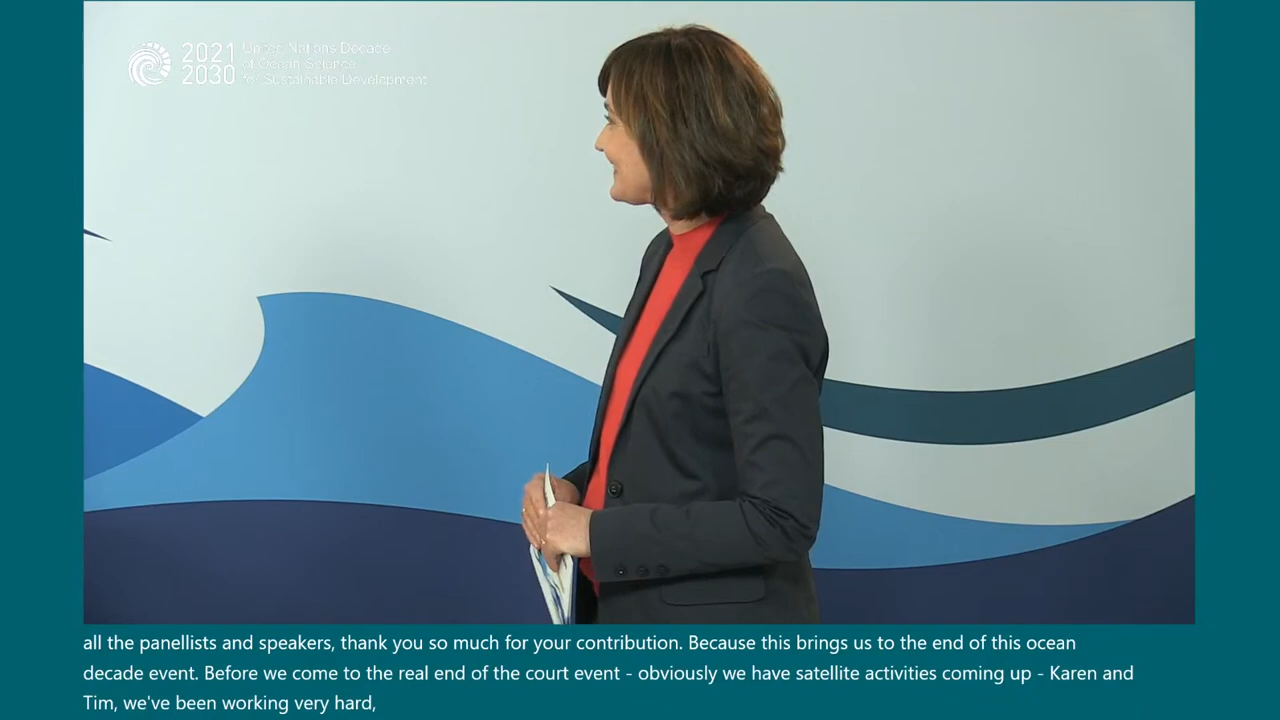 2021 United Nations Decade
of Ocean Science
2030 for Sustainable Development
all the panellists and speakers, thank you so much for your contribution. Because this brings us to the end of this ocean
decade event. Before we come to the real end of the court event - obviously we have satellite activities coming up - Karen and
Tim, we've been working very hard,